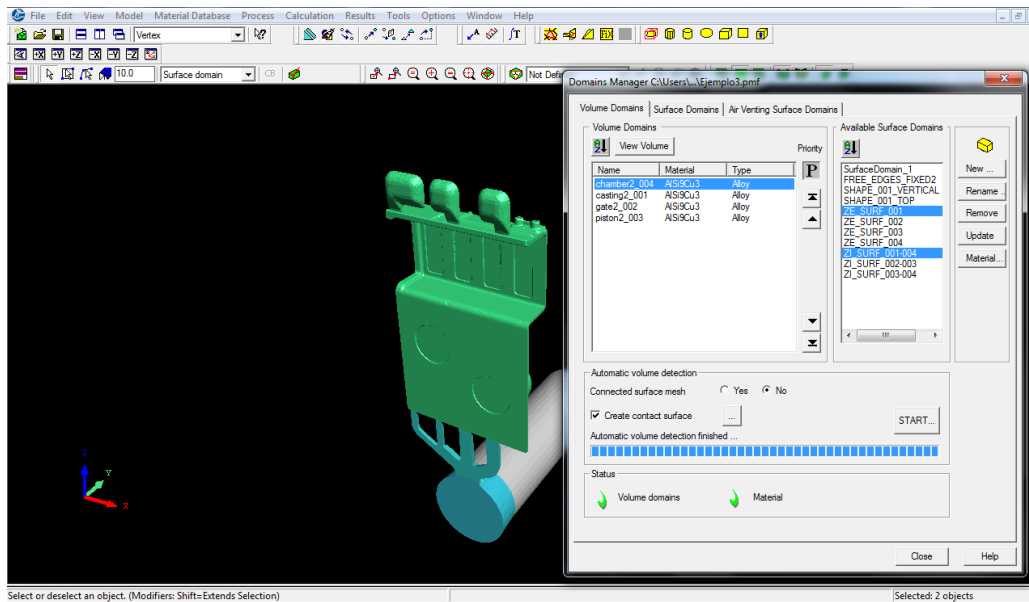 File Edit View Model Material Database Process Calculation Results Tools Options Window Help
Vertex
+X +Y +Z -X -Y -Z
10.0 Surface domain CB Not Defi
Domains Manager C:\Users\...\Ejemplo3.pmf
Volume Domains Surface Domains Air Venting Surface Domains
Volume Domains
View Volume
Priority
P
Name Material Type
chamber2_004 AlSi9Cu3 Alloy
casting2_001 AlSi9Cu3 Alloy
gate2_002 AlSi9Cu3 Alloy
piston2_003 AlSi9Cu3 Alloy
Available Surface Domains
SurfaceDomain_1
FREE_EDGES_FIXED2
SHAPE_001_VERTICAL
SHAPE_001_TOP
ZE_SURF_001
ZE_SURF_002
ZE_SURF_003
ZE_SURF_004
ZI_SURF_001-004
ZI_SURF_002-003
ZI_SURF_003-004
New ...
Rename ..
Remove
Update
Material...
Automatic volume detection
Connected surface mesh Yes No
Create contact surface ...
START...
Automatic volume detection finished ...
Status
Volume domains Material
Close Help
Z
Y
X
Select or deselect an object. (Modifiers: Shift=Extends Selection) Selected: 2 objects